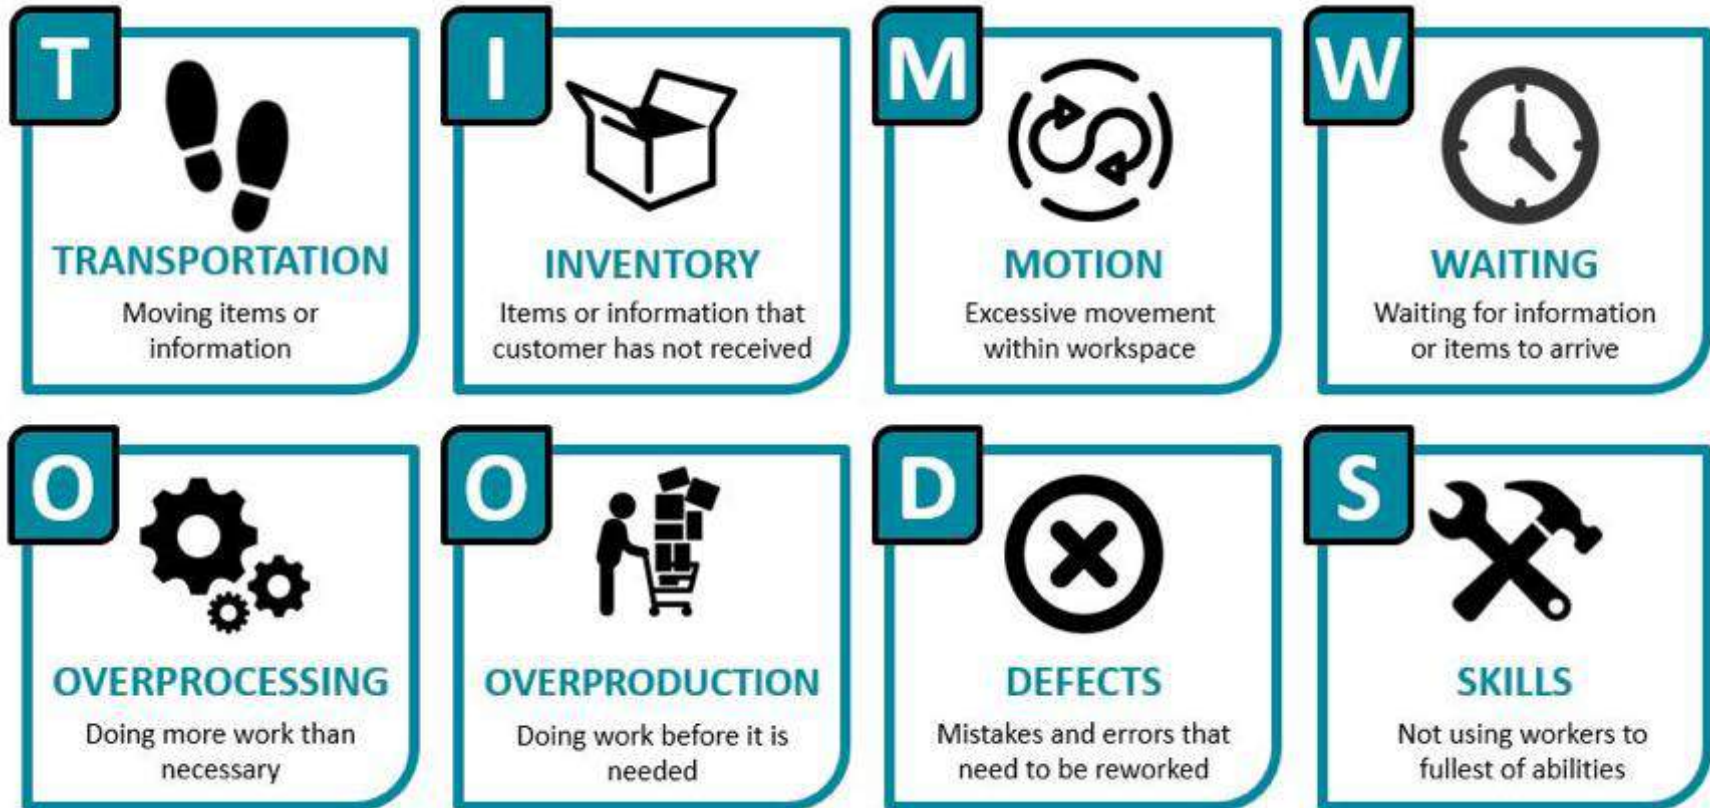 T
TRANSPORTATION
Moving items or
information
I
INVENTORY
Items or information that
customer has not received
M
MOTION
Excessive movement
within workspace
W
WAITING
Waiting for information
or items to arrive
O
OVERPROCESSING
Doing more work than
necessary
O
OVERPRODUCTION
Doing work before it is
needed
D
DEFECTS
Mistakes and errors that
need to be reworked
S
SKILLS
Not using workers to
fullest of abilities